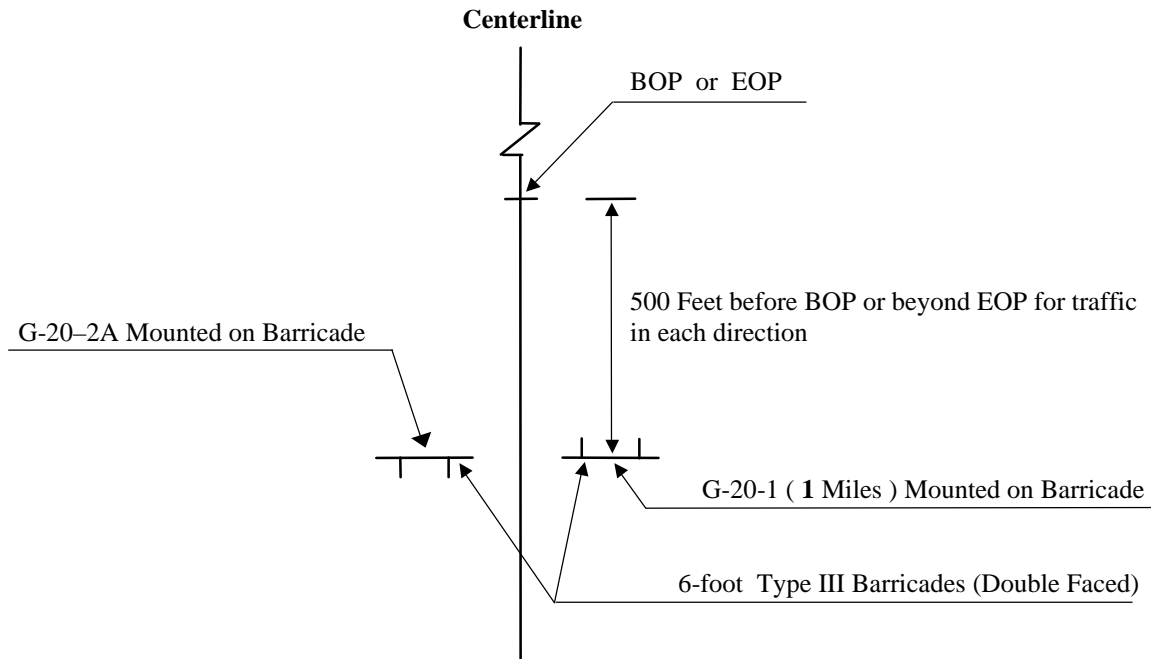 Centerline
BOP or EOP
500 Feet before BOP or beyond EOP for traffic
in each direction
G-20–2A Mounted on Barricade
G-20-1 ( 1 Miles ) Mounted on Barricade
6-foot Type III Barricades (Double Faced)